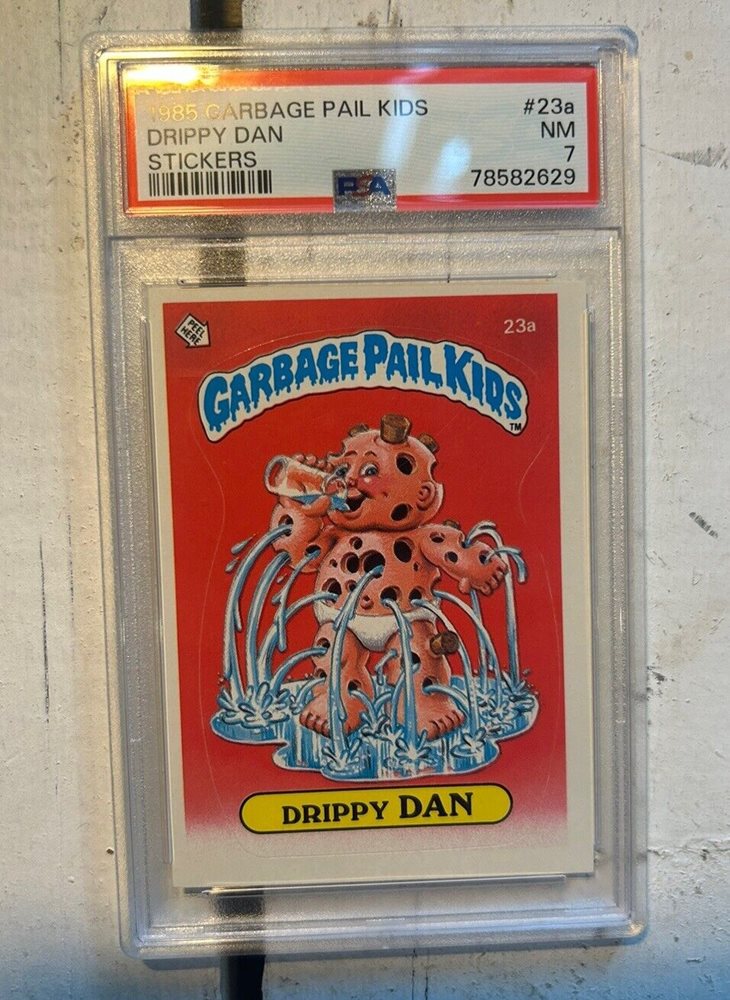 1985 GARBAGE PAIL KIDS #23a
DRIPPY DAN NM
STICKERS 7
PSA 78582629
PEEL
HERE
23a
GARBAGE PAIL KIDS
TM
DRIPPY DAN